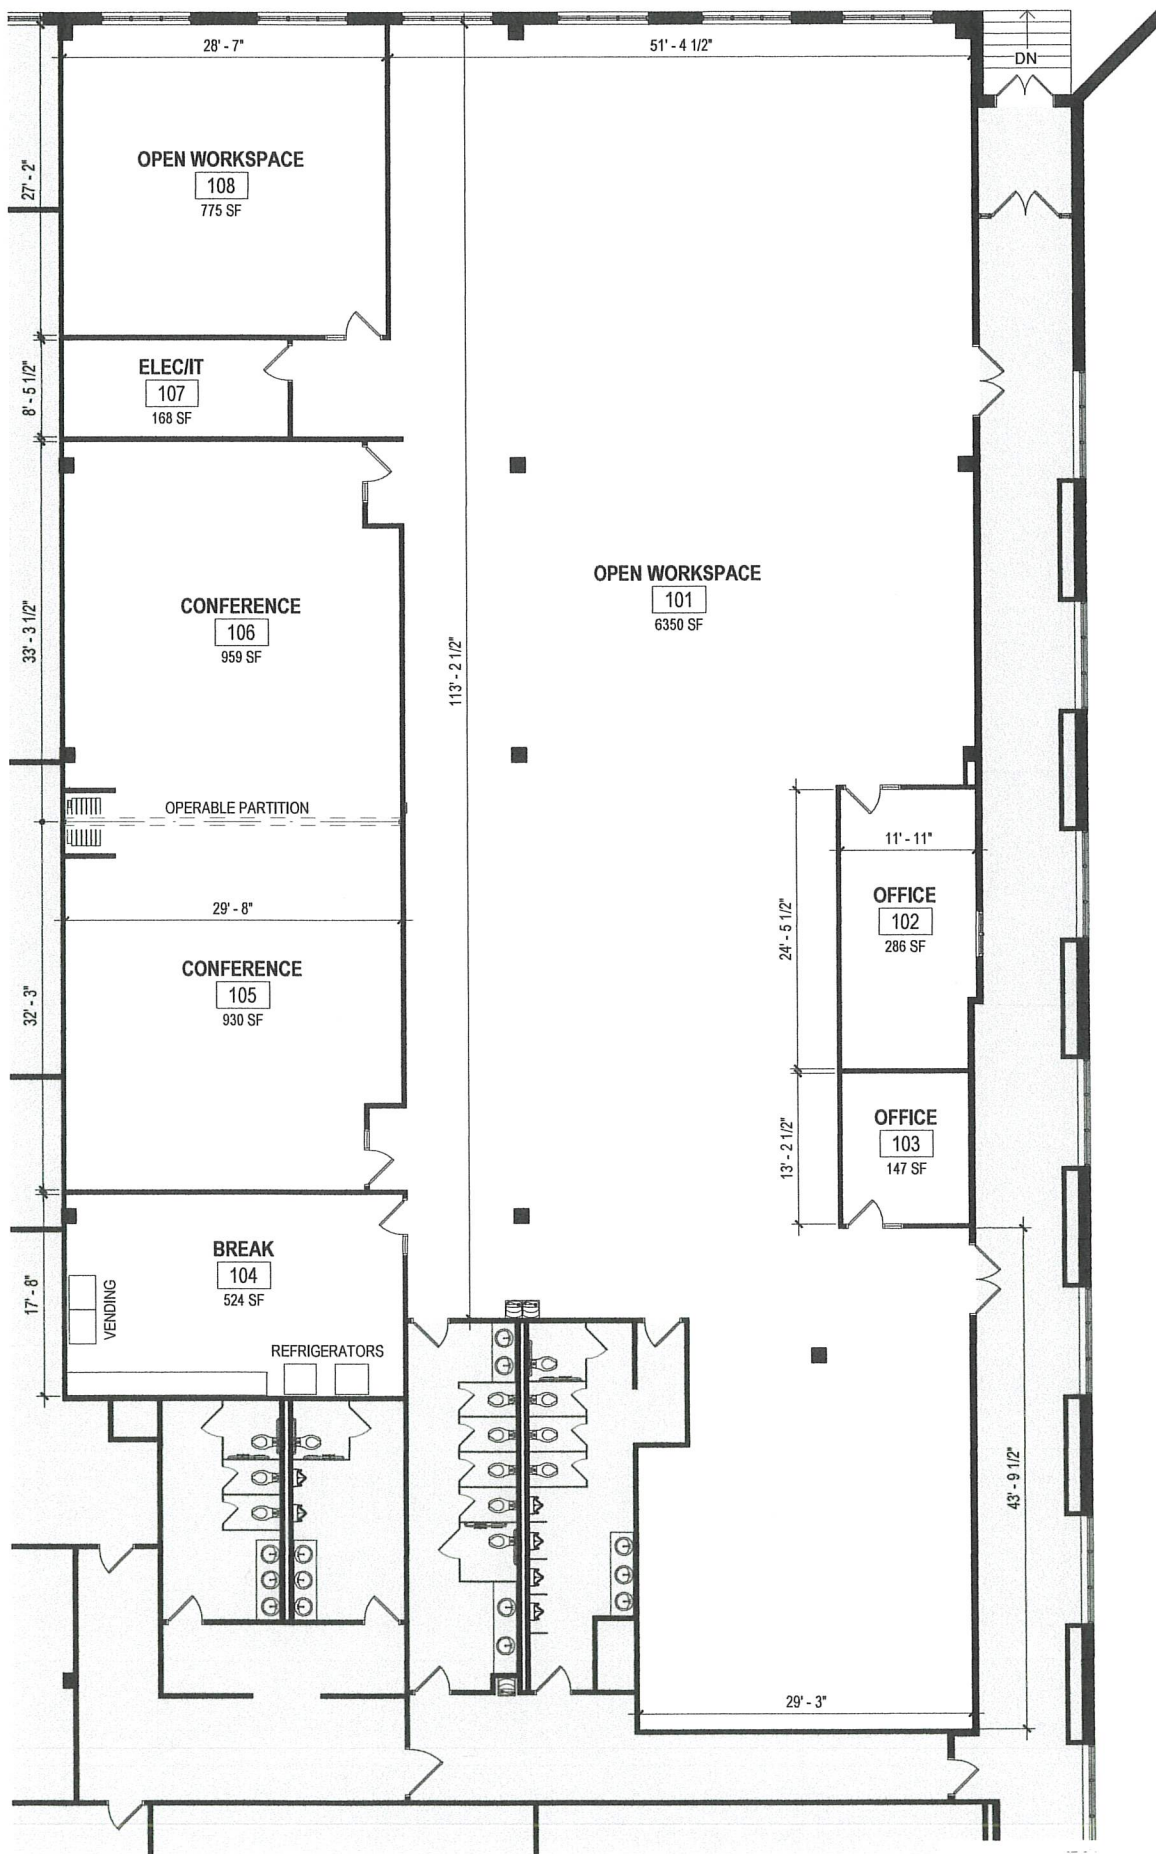 28' - 7"
51' - 4 1/2"
DN
OPEN WORKSPACE
108
775 SF
27' - 2"
ELEC/IT
107
168 SF
8' - 5 1/2"
CONFERENCE
106
959 SF
33' - 3 1/2"
OPEN WORKSPACE
101
6350 SF
113' - 2 1/2"
OPERABLE PARTITION
11' - 11"
OFFICE
102
286 SF
24' - 5 1/2"
29' - 8"
CONFERENCE
105
930 SF
32' - 3"
OFFICE
103
147 SF
13' - 2 1/2"
BREAK
104
524 SF
17' - 8"
VENDING
REFRIGERATORS
43' - 9 1/2"
29' - 3"